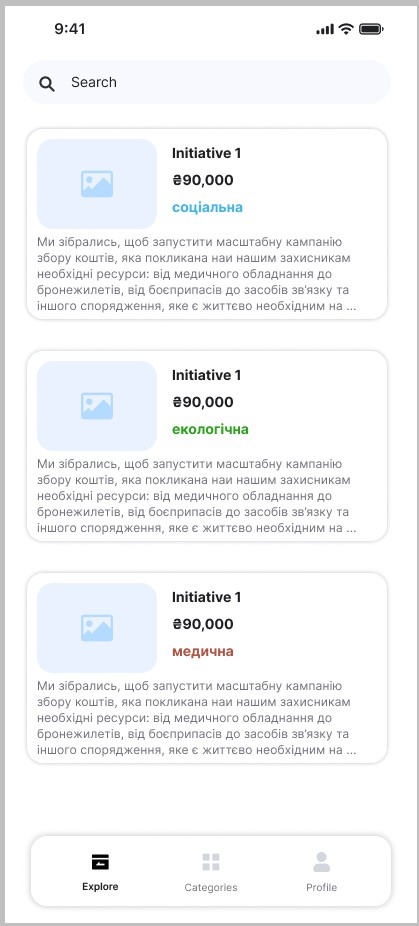 9:41
Search
Initiative 1
₴90,000
соціальна
Ми зібрались, щоб запустити масштабну кампанію
збору коштів, яка покликана наи нашим захисникам
необхідні ресурси: від медичного обладнання до
бронежилетів, від боєприпасів до засобів зв'язку та
іншого спорядження, яке є життєво необхідним на ...
Initiative 1
₴90,000
екологічна
Ми зібрались, щоб запустити масштабну кампанію
збору коштів, яка покликана наи нашим захисникам
необхідні ресурси: від медичного обладнання до
бронежилетів, від боєприпасів до засобів зв'язку та
іншого спорядження, яке є життєво необхідним на ...
Initiative 1
₴90,000
медична
Ми зібрались, щоб запустити масштабну кампанію
збору коштів, яка покликана наи нашим захисникам
необхідні ресурси: від медичного обладнання до
бронежилетів, від боєприпасів до засобів зв'язку та
іншого спорядження, яке є життєво необхідним на ...
Explore Categories Profile